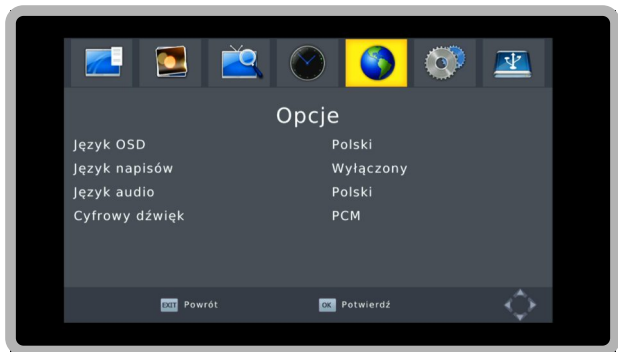 Opcje
Język OSD Polski
Język napisów Wyłączony
Język audio Polski
Cyfrowy dźwięk PCM
EXIT Powrót OK Potwierdź